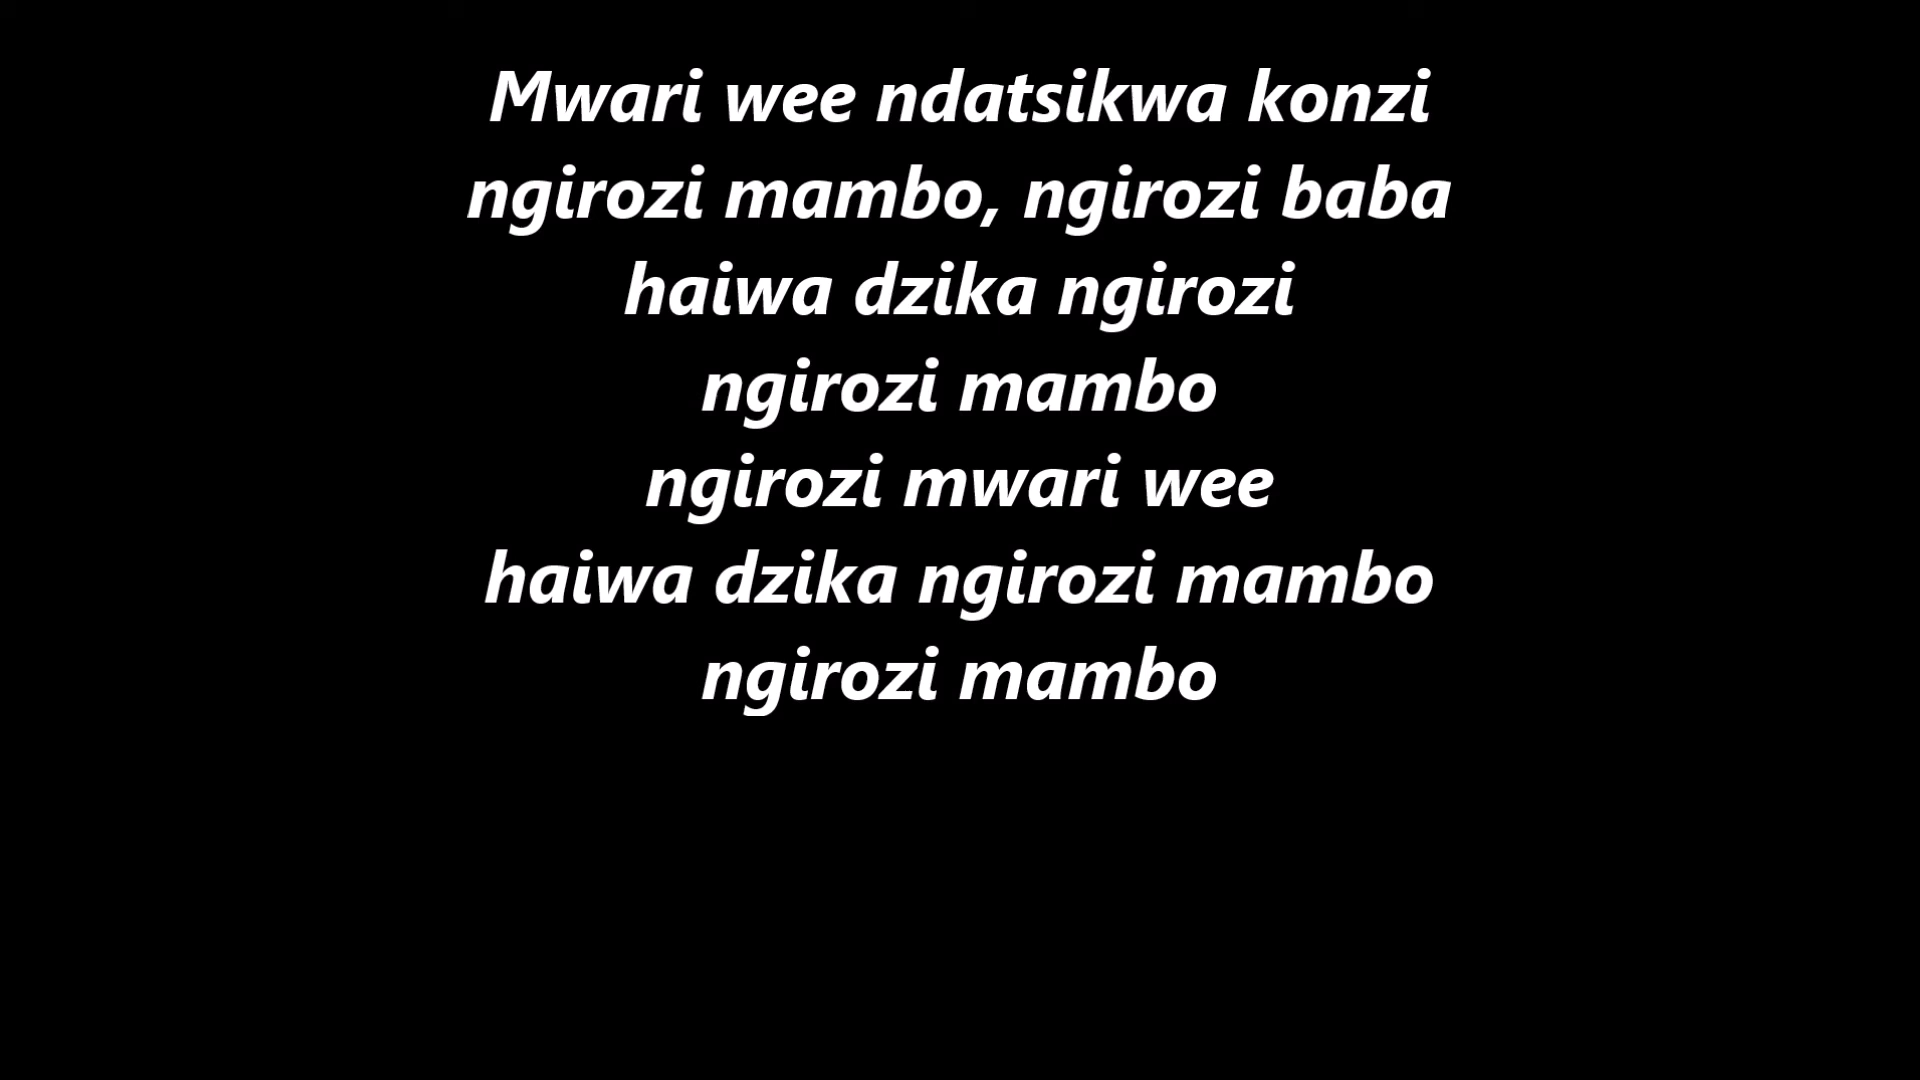 Mwari wee ndatsikwa konzi
ngirozi mambo, ngirozi baba
haiwa dzika ngirozi
ngirozi mambo
ngirozi mwari wee
haiwa dzika ngirozi mambo
ngirozi mambo